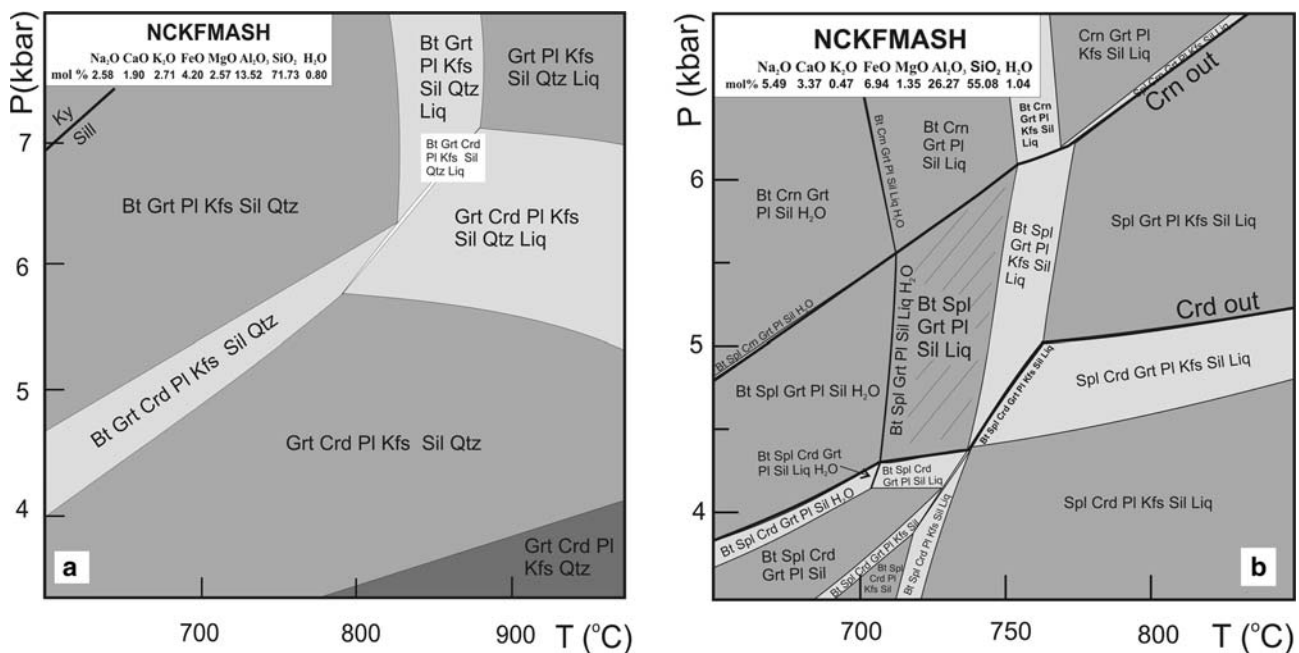 NCKFMASH
Na₂O CaO K₂O FeO MgO Al₂O₃ SiO₂ H₂O
mol % 2.58 1.90 2.71 4.20 2.57 13.52 71.73 0.80
P(kbar)
7
6
5
4
Ky
Sill
Bt Grt
Pl Kfs
Sil Qtz
Liq
Grt Pl Kfs
Sil Qtz Liq
Bt Grt Crd
Pl Kfs Sil
Qtz Liq
Bt Grt Pl Kfs Sil Qtz
Grt Crd Pl Kfs
Sil Qtz Liq
Bt Grt Crd Pl Kfs Sil Qtz
Grt Crd Pl Kfs Sil Qtz
Grt Crd Pl
Kfs Qtz
a
700
800
900
T (°C)
NCKFMASH
Na₂O CaO K₂O FeO MgO Al₂O₃ SiO₂ H₂O
mol% 5.49 3.37 0.47 6.94 1.35 26.27 55.08 1.04
P (kbar)
6
5
4
Crn Grt Pl
Kfs Sil Liq
Spl Crn Grt Pl Kfs Sil Liq
Crn out
Bt Crn
Grt Pl
Kfs Sil
Liq
Bt Crn
Grt Pl
Sil Liq
Bt Crn Grt Pl Sil Liq H₂O
Bt Crn Grt
Pl Sil H₂O
Bt Spl Crn Grt Pl Sil H₂O
Bt Spl
Grt Pl
Kfs Sil
Liq
Spl Grt Pl Kfs Sil Liq
Bt Spl Grt Pl Sil Liq H₂O
Bt Spl
Grt Pl
Sil Liq
Crd out
Bt Spl Grt Pl Sil H₂O
Bt Spl Crd Grt Pl Kfs Sil Liq
Spl Crd Grt Pl Kfs Sil Liq
Bt Spl Crd Grt
Pl Sil Liq H₂O
Bt Spl Crd
Grt Pl Sil Liq
Bt Spl Crd Grt Pl Sil H₂O
Spl Crd Pl Kfs Sil Liq
Bt Spl Crd
Grt Pl Sil
Bt Spl Crd Grt Pl Kfs Sil
Bt Spl
Crd Pl
Kfs Sil
Bt Spl Crd Pl Kfs Sil Liq
b
700
750
800
T (°C)